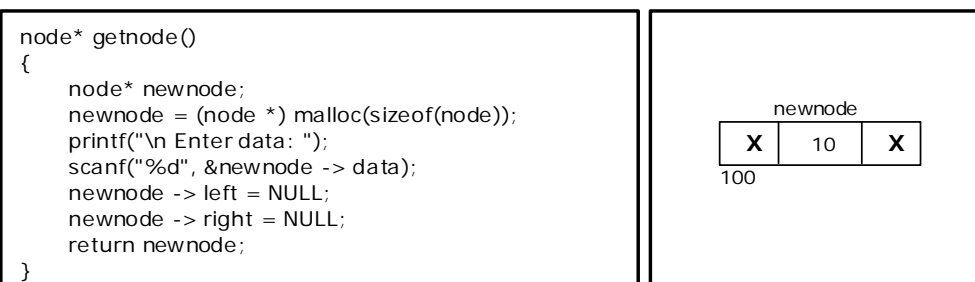 node* getnode()
{
node* newnode;
newnode = (node *) malloc(sizeof(node));
printf("\n Enter data: ");
scanf("%d", &newnode -> data);
newnode -> left = NULL;
newnode -> right = NULL;
return newnode;
}
newnode
X 10 X
100